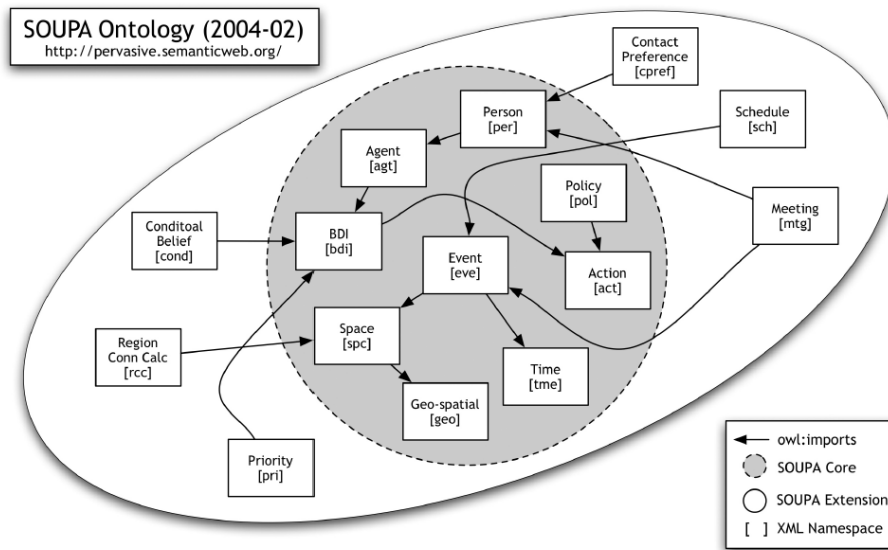 SOUPA Ontology (2004-02)
http://pervasive.semanticweb.org/
Contact
Preference
[cpref]
Person
[per]
Schedule
[sch]
Agent
[agt]
Policy
[pol]
Meeting
[mtg]
Conditoal
Belief
[cond]
BDI
[bdi]
Event
[eve]
Action
[act]
Region
Conn Calc
[rcc]
Space
[spc]
Time
[tme]
Geo-spatial
[geo]
Priority
[pri]
owl:imports
SOUPA Core
SOUPA Extension
[ ] XML Namespace